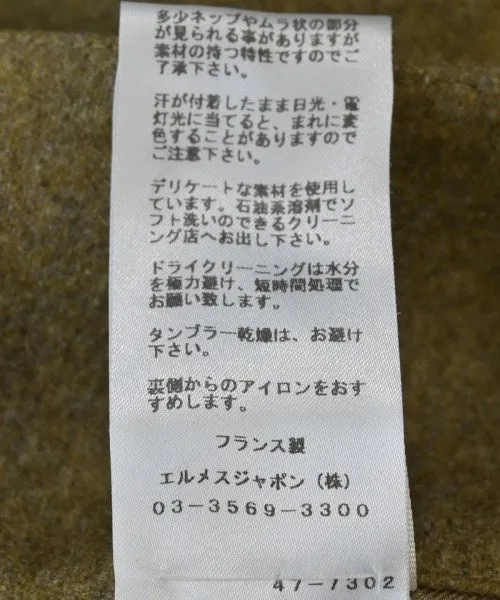 多少ネップやムラ状の部分
が見られる事がありますが
素材の持つ特性ですのでご
了承下さい。
汗が付着したまま日光・電
灯光に当てると、まれに変
色することがありますので
ご注意下さい。
デリケートな素材を使用し
ています。石油系溶剤でソ
フト洗いのできるクリーニ
ング店へお出し下さい。
ドライクリーニングは水分
を極力避け、短時間処理で
お願い致します。
タンブラー乾燥は、お避け
下さい。
裏側からのアイロンをおす
すめします。
フランス製
エルメスジャポン（株）
03-3569-3300
47-7302